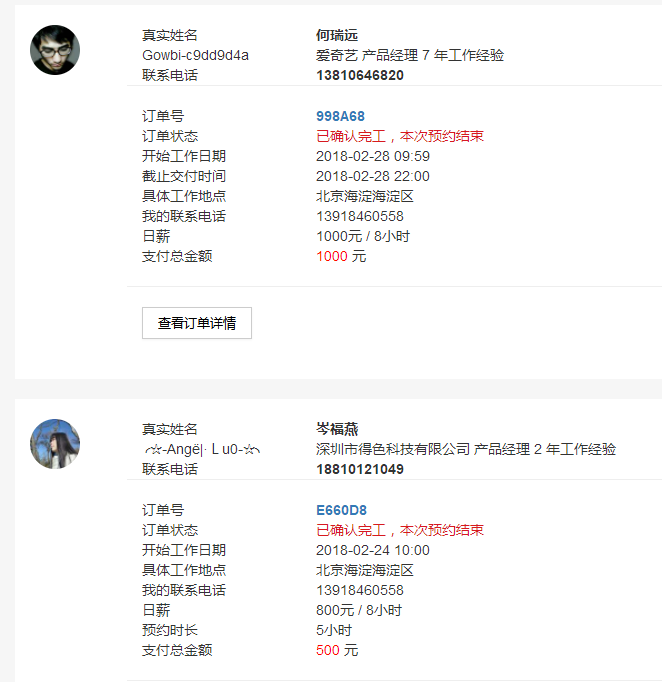 真实姓名 何瑞远
Gowbi-c9dd9d4a 爱奇艺 产品经理 7 年工作经验
联系电话 13810646820
订单号 998A68
订单状态 已确认完工，本次预约结束
开始工作日期 2018-02-28 09:59
截止交付时间 2018-02-28 22:00
具体工作地点 北京海淀海淀区
我的联系电话 13918460558
日薪 1000元 / 8小时
支付总金额 1000 元
查看订单详情
真实姓名 岑福燕
╭☆-Angë|· L u0-☆╮ 深圳市得色科技有限公司 产品经理 2 年工作经验
联系电话 18810121049
订单号 E660D8
订单状态 已确认完工，本次预约结束
开始工作日期 2018-02-24 10:00
具体工作地点 北京海淀海淀区
我的联系电话 13918460558
日薪 800元 / 8小时
预约时长 5小时
支付总金额 500 元